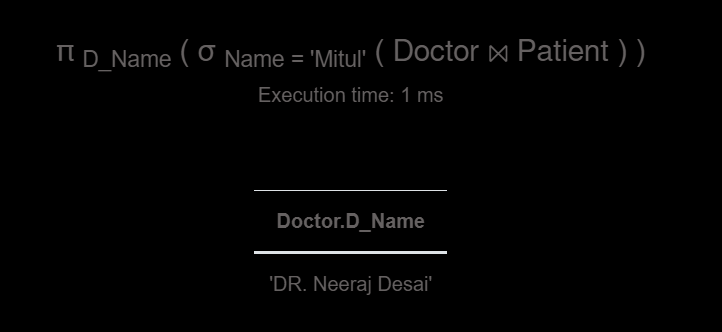 π D_Name ( σ Name = 'Mitul' ( Doctor ⨝ Patient ) )
Execution time: 1 ms
Doctor.D_Name
'DR. Neeraj Desai'